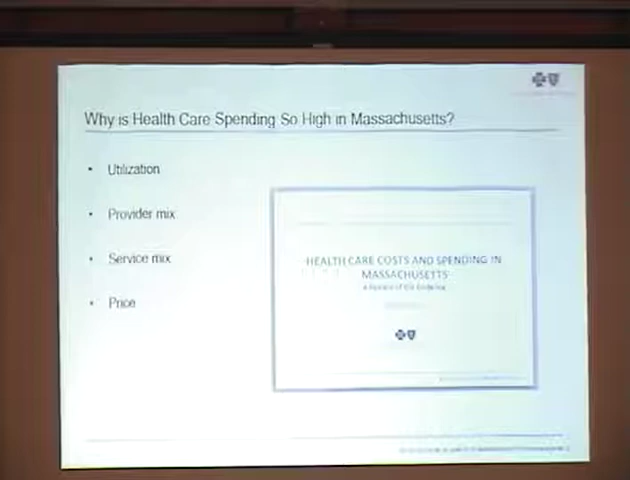 Why is Health Care Spending So High in Massachusetts?
• Utilization
• Provider mix
• Service mix
• Price
HEALTH CARE COSTS AND SPENDING IN
MASSACHUSETTS